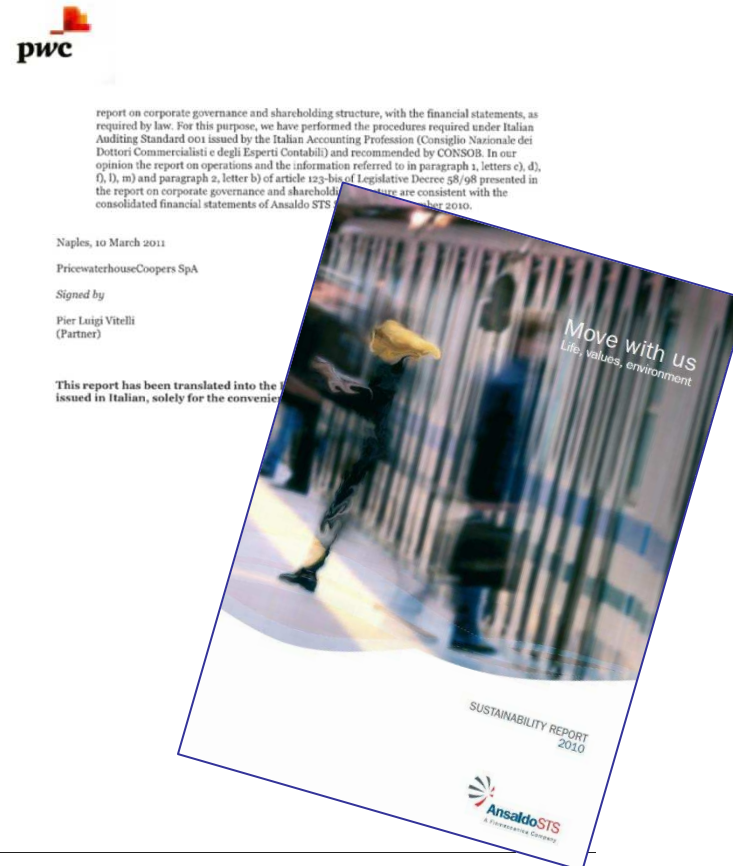 pwc
report on corporate governance and shareholding structure, with the financial statements, as
required by law. For this purpose, we have performed the procedures required under Italian
Auditing Standard 001 issued by the Italian Accounting Profession (Consiglio Nazionale dei
Dottori Commercialisti e degli Esperti Contabili) and recommended by CONSOB. In our
opinion the report on operations and the information referred to in paragraph 1, letters c), d),
f), l), m) and paragraph 2, letter b) of article 123-bis of Legislative Decree 58/98 presented in
the report on corporate governance and are consistent with the
consolidated financial statements of Ansaldo STS 2010.
Naples, 10 March 2011
PricewaterhouseCoopers SpA
Signed by
Pier Luigi Vitelli
(Partner)
This report has been translated into the
issued in Italian, solely for the
Move with us
Life, values, environment
SUSTAINABILITY REPORT
2010
AnsaldoSTS
A Finmeccanica Company